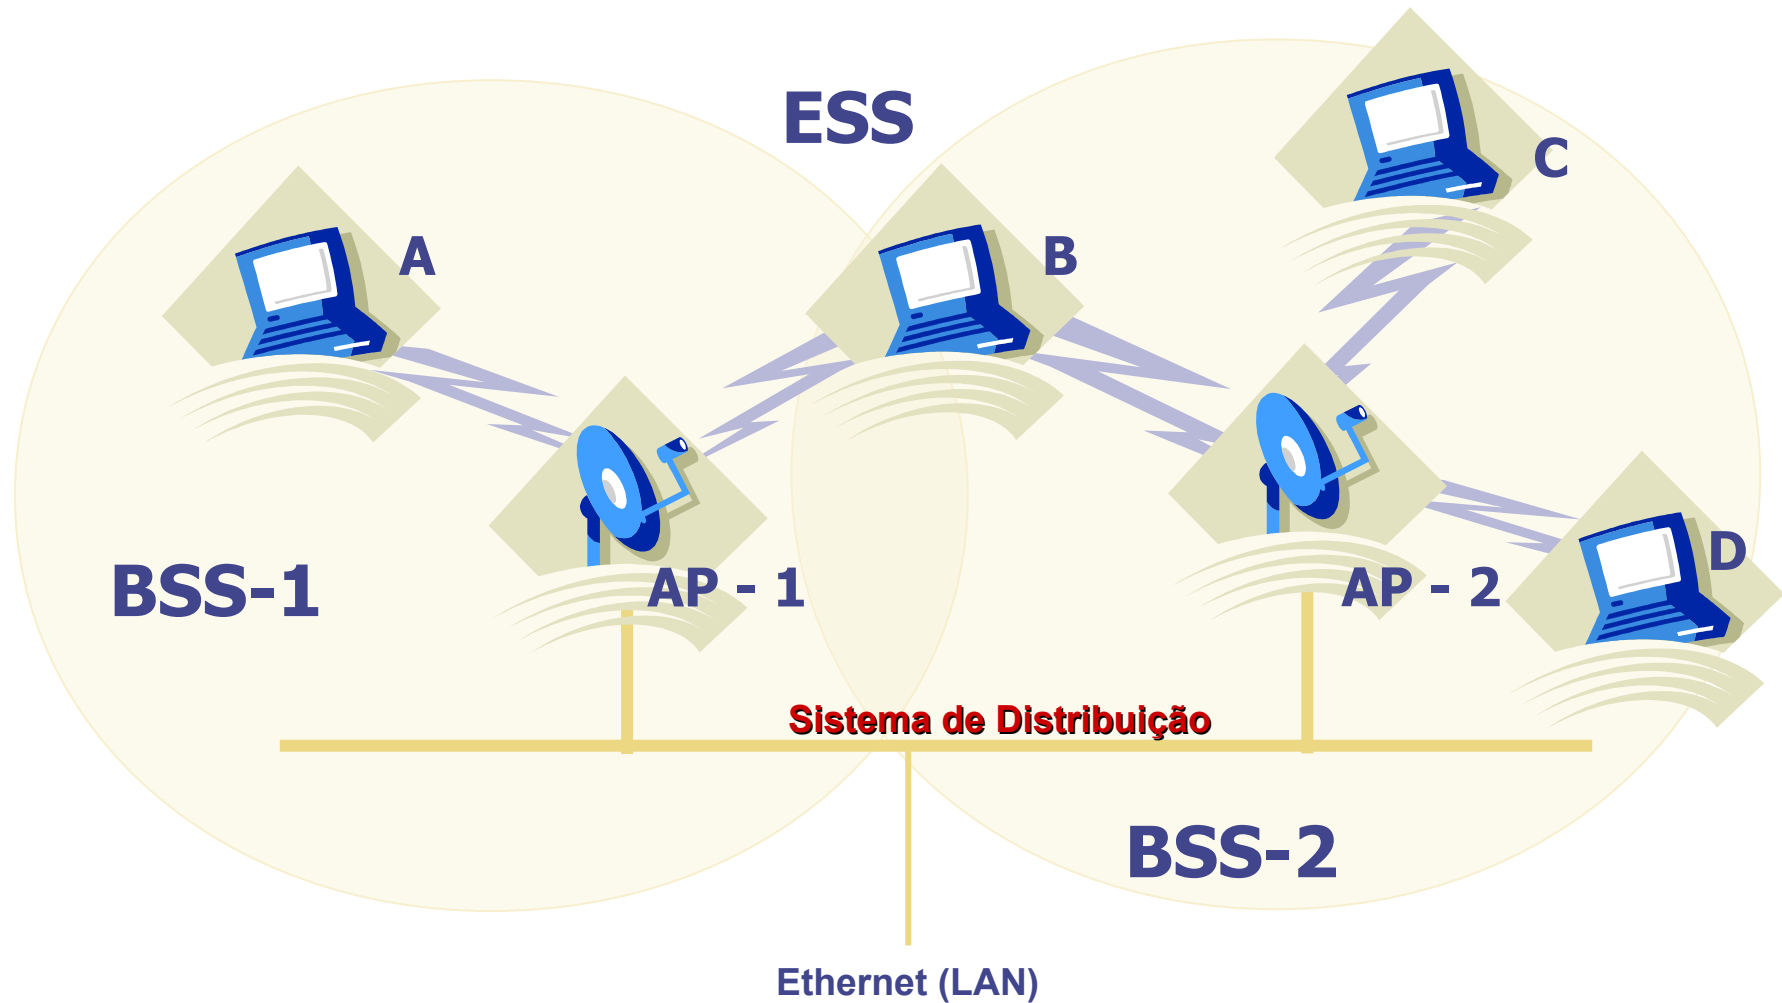 ESS
C
A
B
D
BSS-1
AP - 1
AP - 2
Sistema de Distribuição
BSS-2
Ethernet (LAN)